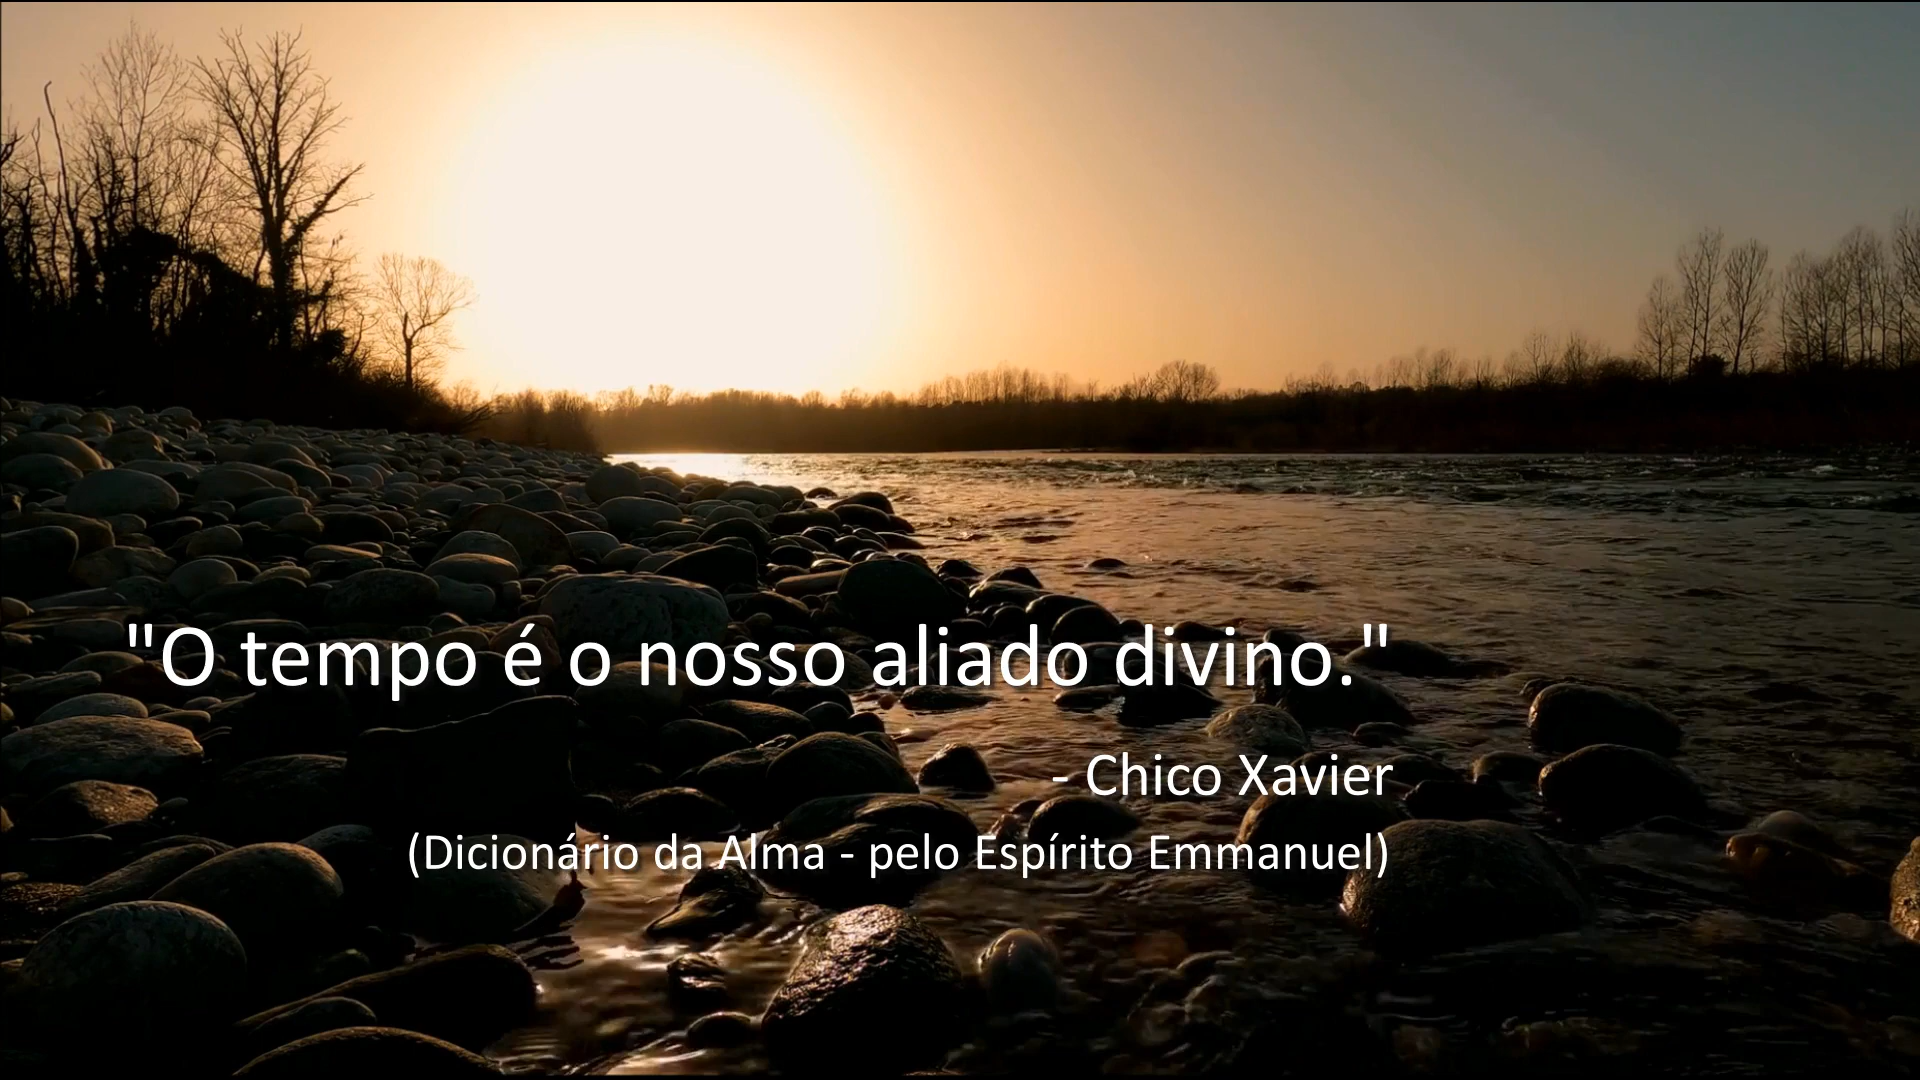 "O tempo é o nosso aliado divino."
- Chico Xavier
(Dicionário da Alma - pelo Espírito Emmanuel)